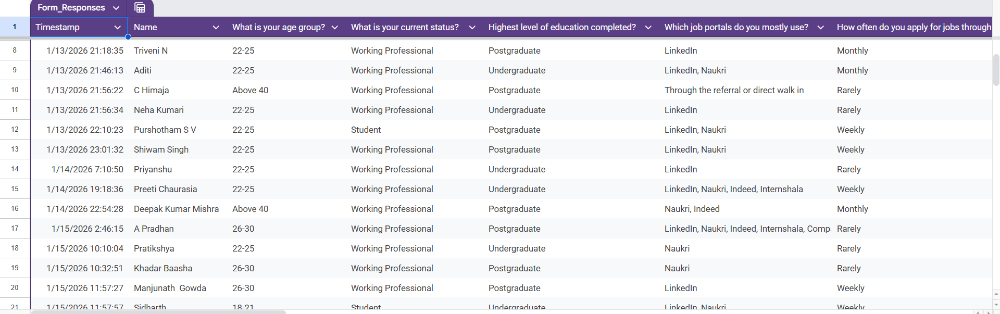 Form_Responses
1 Timestamp Name What is your age group? What is your current status? Highest level of education completed? Which job portals do you mostly use? How often do you apply for jobs through
8 1/13/2026 21:18:35 Triveni N 22-25 Working Professional Postgraduate LinkedIn Monthly
9 1/13/2026 21:46:13 Aditi 22-25 Working Professional Undergraduate LinkedIn, Naukri Monthly
10 1/13/2026 21:56:22 C Himaja Above 40 Working Professional Postgraduate Through the referral or direct walk in Rarely
11 1/13/2026 21:56:34 Neha Kumari 22-25 Working Professional Undergraduate LinkedIn Rarely
12 1/13/2026 22:10:23 Purshotham S V 22-25 Student Postgraduate LinkedIn, Naukri Weekly
13 1/13/2026 23:01:32 Shiwam Singh 22-25 Working Professional Postgraduate LinkedIn, Naukri Weekly
14 1/14/2026 7:10:50 Priyanshu 22-25 Working Professional Undergraduate LinkedIn Rarely
15 1/14/2026 19:18:36 Preeti Chaurasia 22-25 Working Professional Undergraduate LinkedIn, Naukri, Indeed, Internshala Weekly
16 1/14/2026 22:54:28 Deepak Kumar Mishra Above 40 Working Professional Postgraduate Naukri, Indeed Monthly
17 1/15/2026 2:46:15 A Pradhan 26-30 Working Professional Postgraduate LinkedIn, Naukri, Indeed, Internshala, Compa Rarely
18 1/15/2026 10:10:04 Pratikshya 22-25 Working Professional Undergraduate Naukri Rarely
19 1/15/2026 10:32:51 Khadar Baasha 26-30 Working Professional Postgraduate Naukri Rarely
20 1/15/2026 11:57:27 Manjunath  Gowda 26-30 Working Professional Postgraduate LinkedIn Weekly
21 1/15/2026 11:57:57 Sidharth 18-21 Student Undergraduate LinkedIn, Naukri Weekly